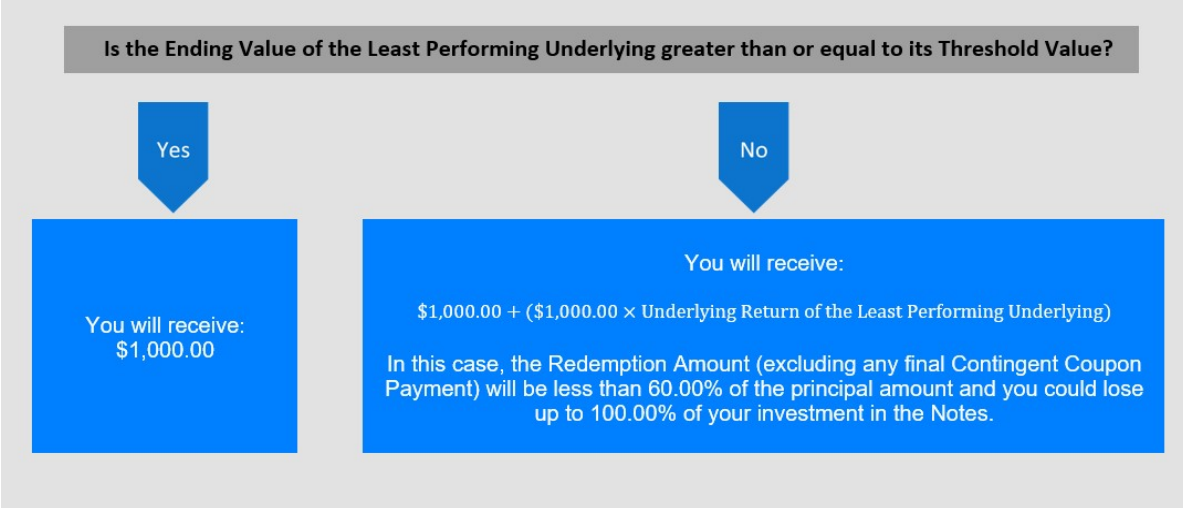 Is the Ending Value of the Least Performing Underlying greater than or equal to its Threshold Value?
Yes
No
You will receive:
$1,000.00
You will receive:
$1,000.00 + ($1,000.00 × Underlying Return of the Least Performing Underlying)
In this case, the Redemption Amount (excluding any final Contingent Coupon
Payment) will be less than 60.00% of the principal amount and you could lose
up to 100.00% of your investment in the Notes.